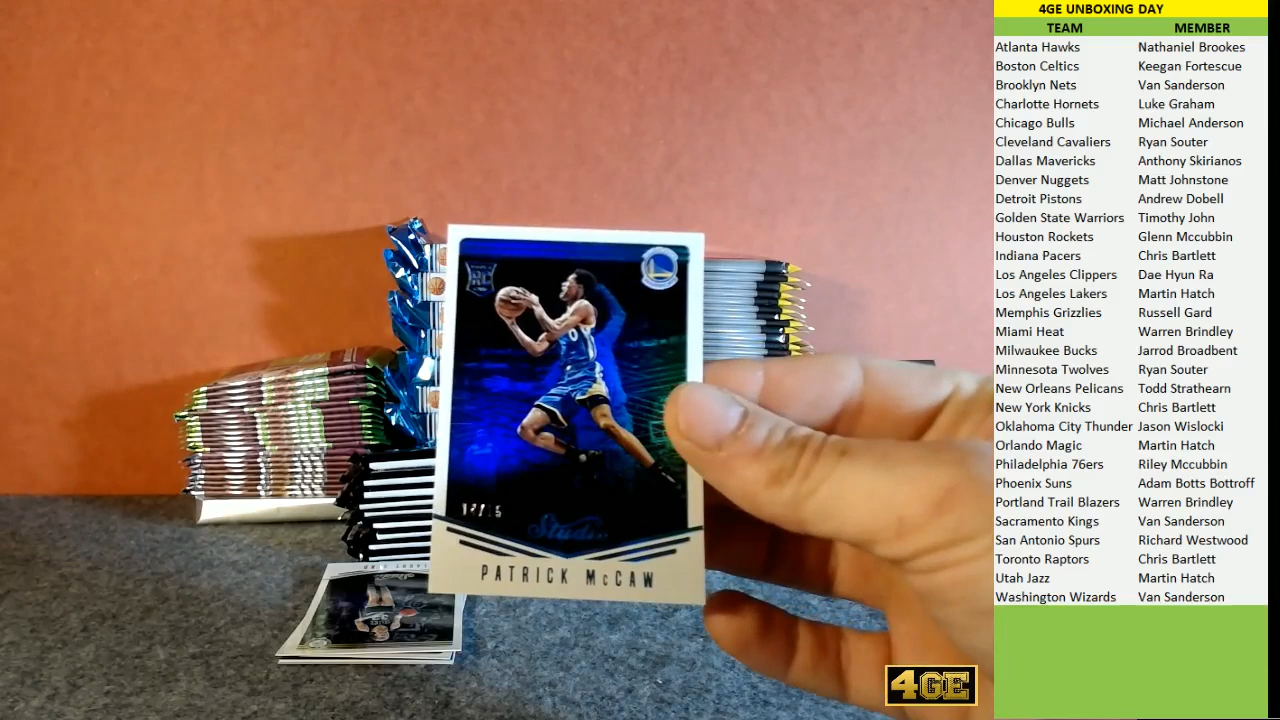 RC
Studio
PATRICK McCAW
4GE
4GE UNBOXING DAY
TEAM MEMBER
Atlanta Hawks Nathaniel Brookes
Boston Celtics Keegan Fortescue
Brooklyn Nets Van Sanderson
Charlotte Hornets Luke Graham
Chicago Bulls Michael Anderson
Cleveland Cavaliers Ryan Souter
Dallas Mavericks Anthony Skirianos
Denver Nuggets Matt Johnstone
Detroit Pistons Andrew Dobell
Golden State Warriors Timothy John
Houston Rockets Glenn Mccubbin
Indiana Pacers Chris Bartlett
Los Angeles Clippers Dae Hyun Ra
Los Angeles Lakers Martin Hatch
Memphis Grizzlies Russell Gard
Miami Heat Warren Brindley
Milwaukee Bucks Jarrod Broadbent
Minnesota Twolves Ryan Souter
New Orleans Pelicans Todd Strathearn
New York Knicks Chris Bartlett
Oklahoma City Thunder Jason Wislocki
Orlando Magic Martin Hatch
Philadelphia 76ers Riley Mccubbin
Phoenix Suns Adam Botts Bottroff
Portland Trail Blazers Warren Brindley
Sacramento Kings Van Sanderson
San Antonio Spurs Richard Westwood
Toronto Raptors Chris Bartlett
Utah Jazz Martin Hatch
Washington Wizards Van Sanderson